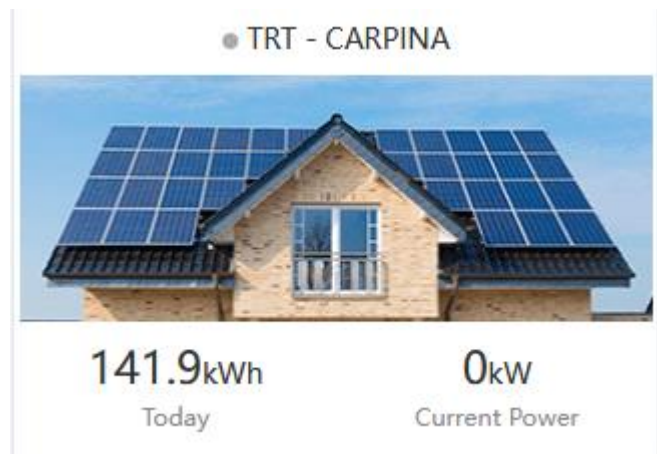 TRT - CARPINA
141.9kWh
0kW
Today
Current Power